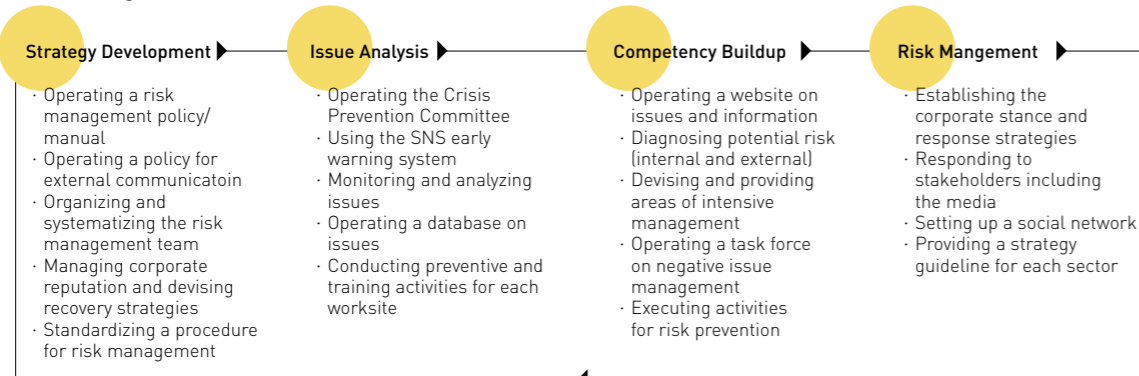 Strategy Development
· Operating a risk
management policy/
manual
· Operating a policy for
external communicatoin
· Organizing and
systematizing the risk
management team
· Managing corporate
reputation and devising
recovery strategies
· Standardizing a procedure
for risk management
Issue Analysis
· Operating the Crisis
Prevention Committee
· Using the SNS early
warning system
· Monitoring and analyzing
issues
· Operating a database on
issues
· Conducting preventive and
training activities for each
worksite
Competency Buildup
· Operating a website on
issues and information
· Diagnosing potential risk
(internal and external)
· Devising and providing
areas of intensive
management
· Operating a task force
on negative issue
management
· Executing activities
for risk prevention
Risk Mangement
· Establishing the
corporate stance and
response strategies
· Responding to
stakeholders including
the media
· Setting up a social network
· Providing a strategy
guideline for each sector